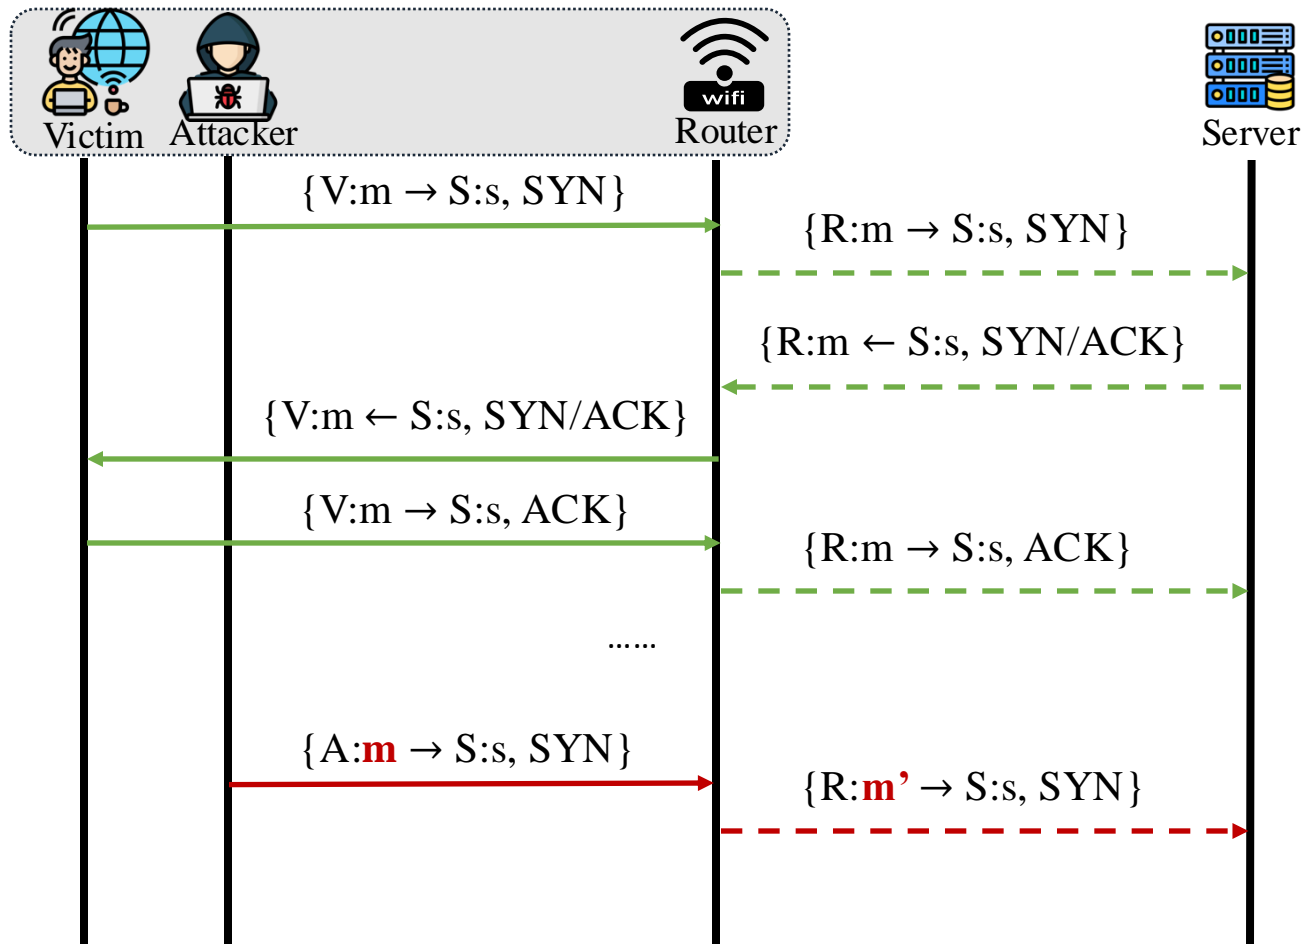 wifi
Victim
Attacker
Router
Server
{V:m → S:s, SYN}
{R:m → S:s, SYN}
{R:m ← S:s, SYN/ACK}
{V:m ← S:s, SYN/ACK}
{V:m → S:s, ACK}
{R:m → S:s, ACK}
......
{A:m → S:s, SYN}
{R:m’ → S:s, SYN}